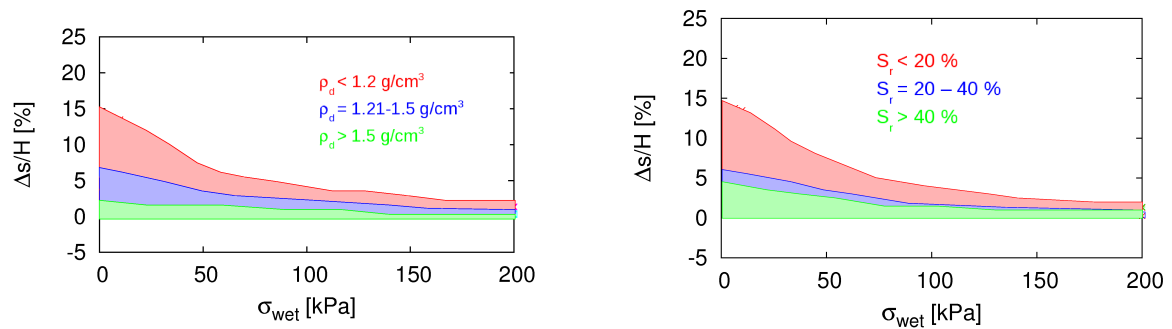 25
20
15
10
5
0
-5
Δs/H [%]
ρd < 1.2 g/cm³
ρd = 1.21-1.5 g/cm³
ρd > 1.5 g/cm³
0 50 100 150 200
σwet [kPa]
25
20
15
10
5
0
-5
Δs/H [%]
Sr < 20 %
Sr = 20 – 40 %
Sr > 40 %
0 50 100 150 200
σwet [kPa]